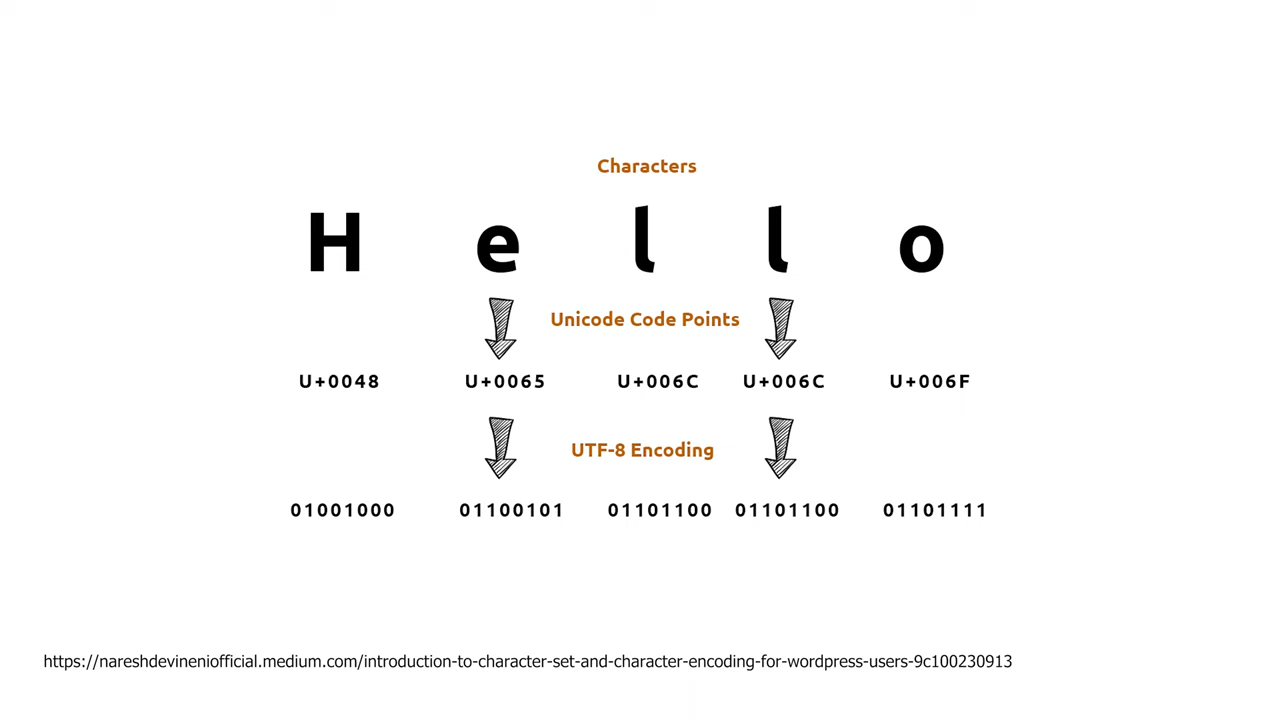 Characters
H e l l o
Unicode Code Points
U+0048 U+0065 U+006C U+006C U+006F
UTF-8 Encoding
01001000 01100101 01101100 01101100 01101111
https://nareshdevineniofficial.medium.com/introduction-to-character-set-and-character-encoding-for-wordpress-users-9c100230913